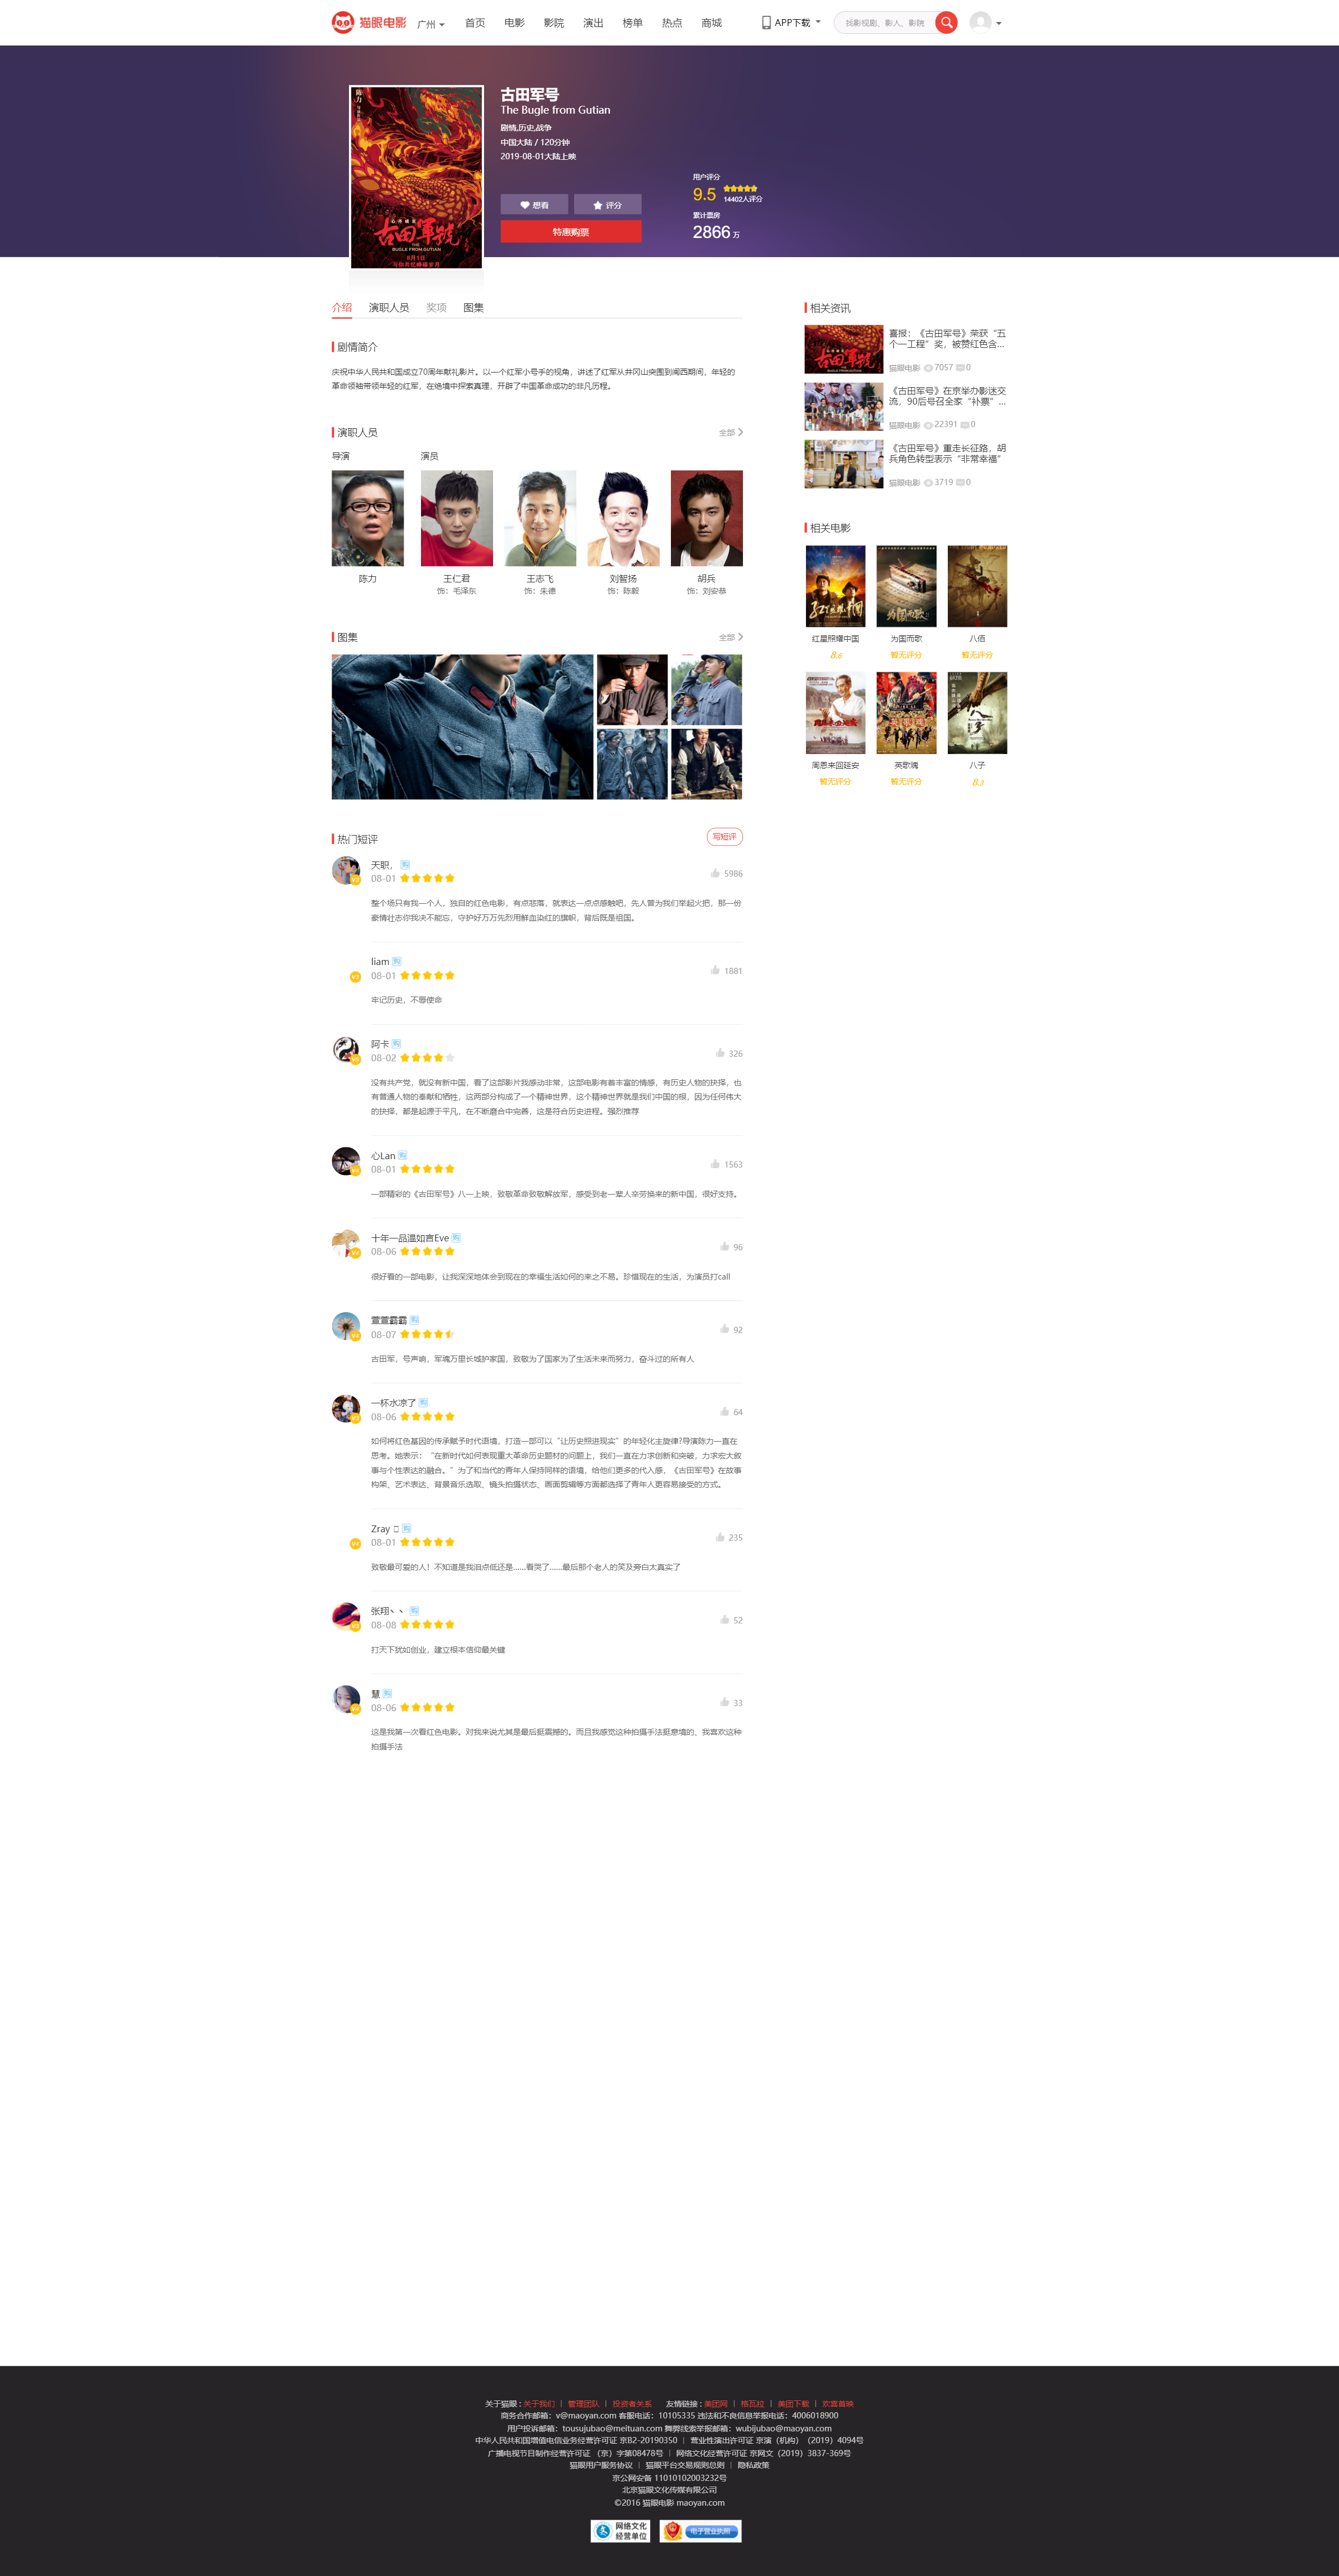 猫眼电影
广州
首页 电影 影院 演出 榜单 热点 商城
APP下载
找影视剧、影人、影院
古田军号
The Bugle from Gutian
剧情,历史,战争
中国大陆 / 120分钟
2019-08-01大陆上映
想看
评分
特惠购票
用户评分
9.5
14402人评分
累计票房
2866 万
古田軍號
THE
BUGLE FROM GUTIAN
8月1日
介绍 演职人员 奖项 图集
剧情简介
庆祝中华人民共和国成立70周年献礼影片。以一个红军小号手的视角，讲述了红军从井冈山突围到闽西期间，年轻的
革命领袖带领年轻的红军，在绝境中探索真理，开辟了中国革命成功的非凡历程。
演职人员
全部
导演
演员
陈力
王仁君
饰：毛泽东
王志飞
饰：朱德
刘智扬
饰：陈毅
胡兵
饰：刘安恭
图集
全部
热门短评
写短评
天职， 购
08-01
5986
整个场只有我一个人，独自的红色电影，有点悲落，就表达一点点感触吧，先人曾为我们举起火把，那一份
豪情壮志你我决不能忘，守护好万万先烈用鲜血染红的旗帜，背后既是祖国。
liam 购
08-01
1881
牢记历史，不辱使命
阿卡 购
08-02
326
没有共产党，就没有新中国，看了这部影片我感动非常，这部电影有着丰富的情感，有历史人物的抉择，也
有普通人物的奉献和牺牲，这两部分构成了一个精神世界，这个精神世界就是我们中国的根，因为任何伟大
的抉择，都是起源于平凡，在不断磨合中完善，这是符合历史进程。强烈推荐
心Lan 购
08-01
1563
一部精彩的《古田军号》八一上映，致敬革命致敬解放军，感受到老一辈人辛劳换来的新中国，很好支持。
十年一品温如言Eve 购
08-06
96
很好看的一部电影，让我深深地体会到现在的幸福生活如何的来之不易。珍惜现在的生活，为演员打call
萱萱霸霸 购
08-07
92
古田军，号声响，军魂万里长城护家国，致敬为了国家为了生活未来而努力，奋斗过的所有人
一杯水凉了 购
08-06
64
如何将红色基因的传承赋予时代语境，打造一部可以“让历史照进现实”的年轻化主旋律?导演陈力一直在
思考。她表示：“在新时代如何表现重大革命历史题材的问题上，我们一直在力求创新和突破，力求宏大叙
事与个性表达的融合。”为了和当代的青年人保持同样的语境，给他们更多的代入感，《古田军号》在故事
构架、艺术表达、背景音乐选取、镜头拍摄状态、画面剪辑等方面都选择了青年人更容易接受的方式。
Zray 购
08-01
235
致敬最可爱的人！不知道是我泪点低还是……看哭了……最后那个老人的笑及旁白太真实了
张翔丶丶 购
08-08
52
打天下犹如创业，建立根本信仰最关键
慧 购
08-06
33
这是我第一次看红色电影。对我来说尤其是最后挺震撼的。而且我感觉这种拍摄手法挺意境的、我喜欢这种
拍摄手法
相关资讯
喜报：《古田军号》荣获“五
个一工程”奖，被赞红色含...
猫眼电影 7057 0
《古田军号》在京举办影迷交
流，90后号召全家“补票”...
猫眼电影 22391 0
《古田军号》重走长征路，胡
兵角色转型表示“非常幸福”
猫眼电影 3719 0
相关电影
红星照耀中国
8.6
为国而歌
暂无评分
八佰
暂无评分
周恩来回延安
暂无评分
英歌魂
暂无评分
八子
8.3
关于猫眼 : 关于我们 | 管理团队 | 投资者关系 友情链接 : 美团网 | 格瓦拉 | 美团下载 | 欢喜首映
商务合作邮箱：v@maoyan.com 客服电话：10105335 违法和不良信息举报电话：4006018900
用户投诉邮箱：tousujubao@meituan.com 舞弊线索举报邮箱：wubijubao@maoyan.com
中华人民共和国增值电信业务经营许可证 京B2-20190350 | 营业性演出许可证 京演（机构）（2019）4094号
广播电视节目制作经营许可证 （京）字第08478号 | 网络文化经营许可证 京网文（2019）3837-369号
猫眼用户服务协议 | 猫眼平台交易规则总则 | 隐私政策
京公网安备 11010102003232号
北京猫眼文化传媒有限公司
©2016 猫眼电影 maoyan.com
网络文化
经营单位
电子营业执照